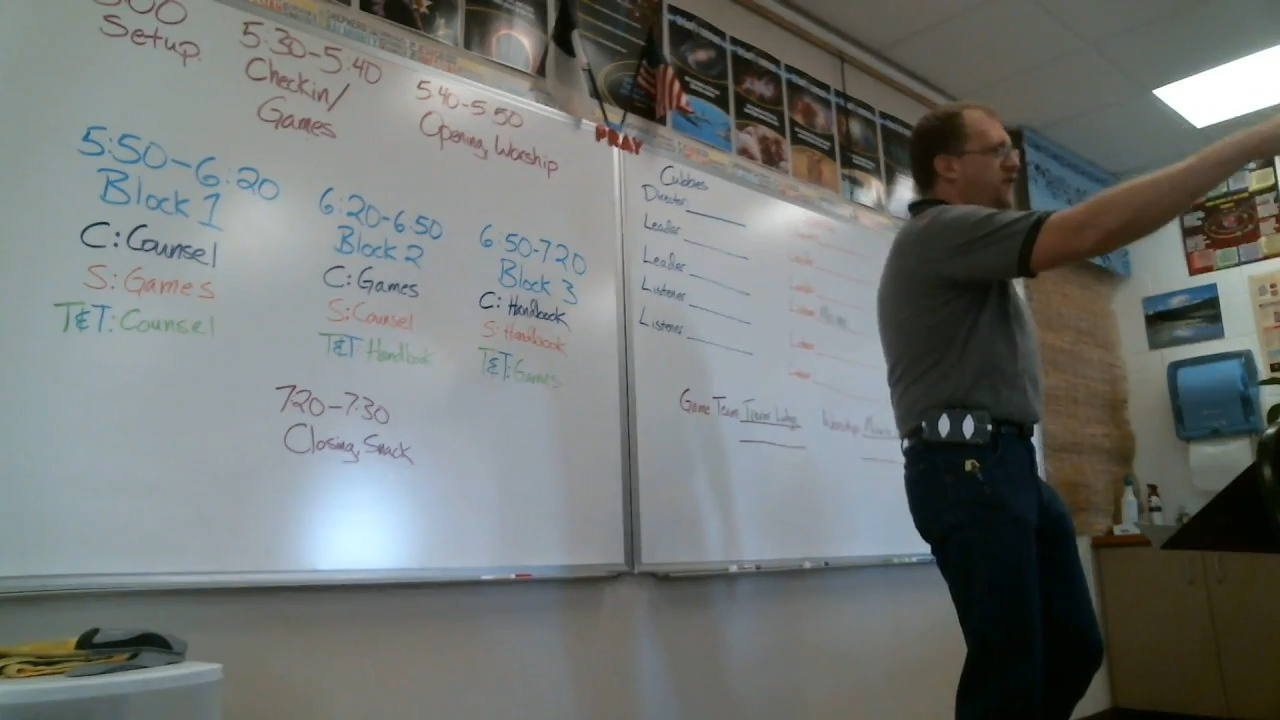 Setup
5:30-5:40
Checkin/
Games
5:40-5:50
Opening, Worship
PRAY
5:50-6:20
Block 1
C: Counsel
S: Games
T&T: Counsel
6:20-6:50
Block 2
C: Games
S: Counsel
T&T: Handbook
6:50-7:20
Block 3
C: Handbook
S: Handbook
T&T: Games
7:20-7:30
Closing, Snack
Cubbies
Director:
Leader
Leader
Listener
Listener
Game Team
Worship